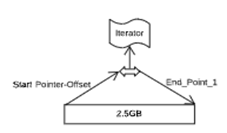 Iterator
Start Pointer-Offset
End_Point_1
2.5GB